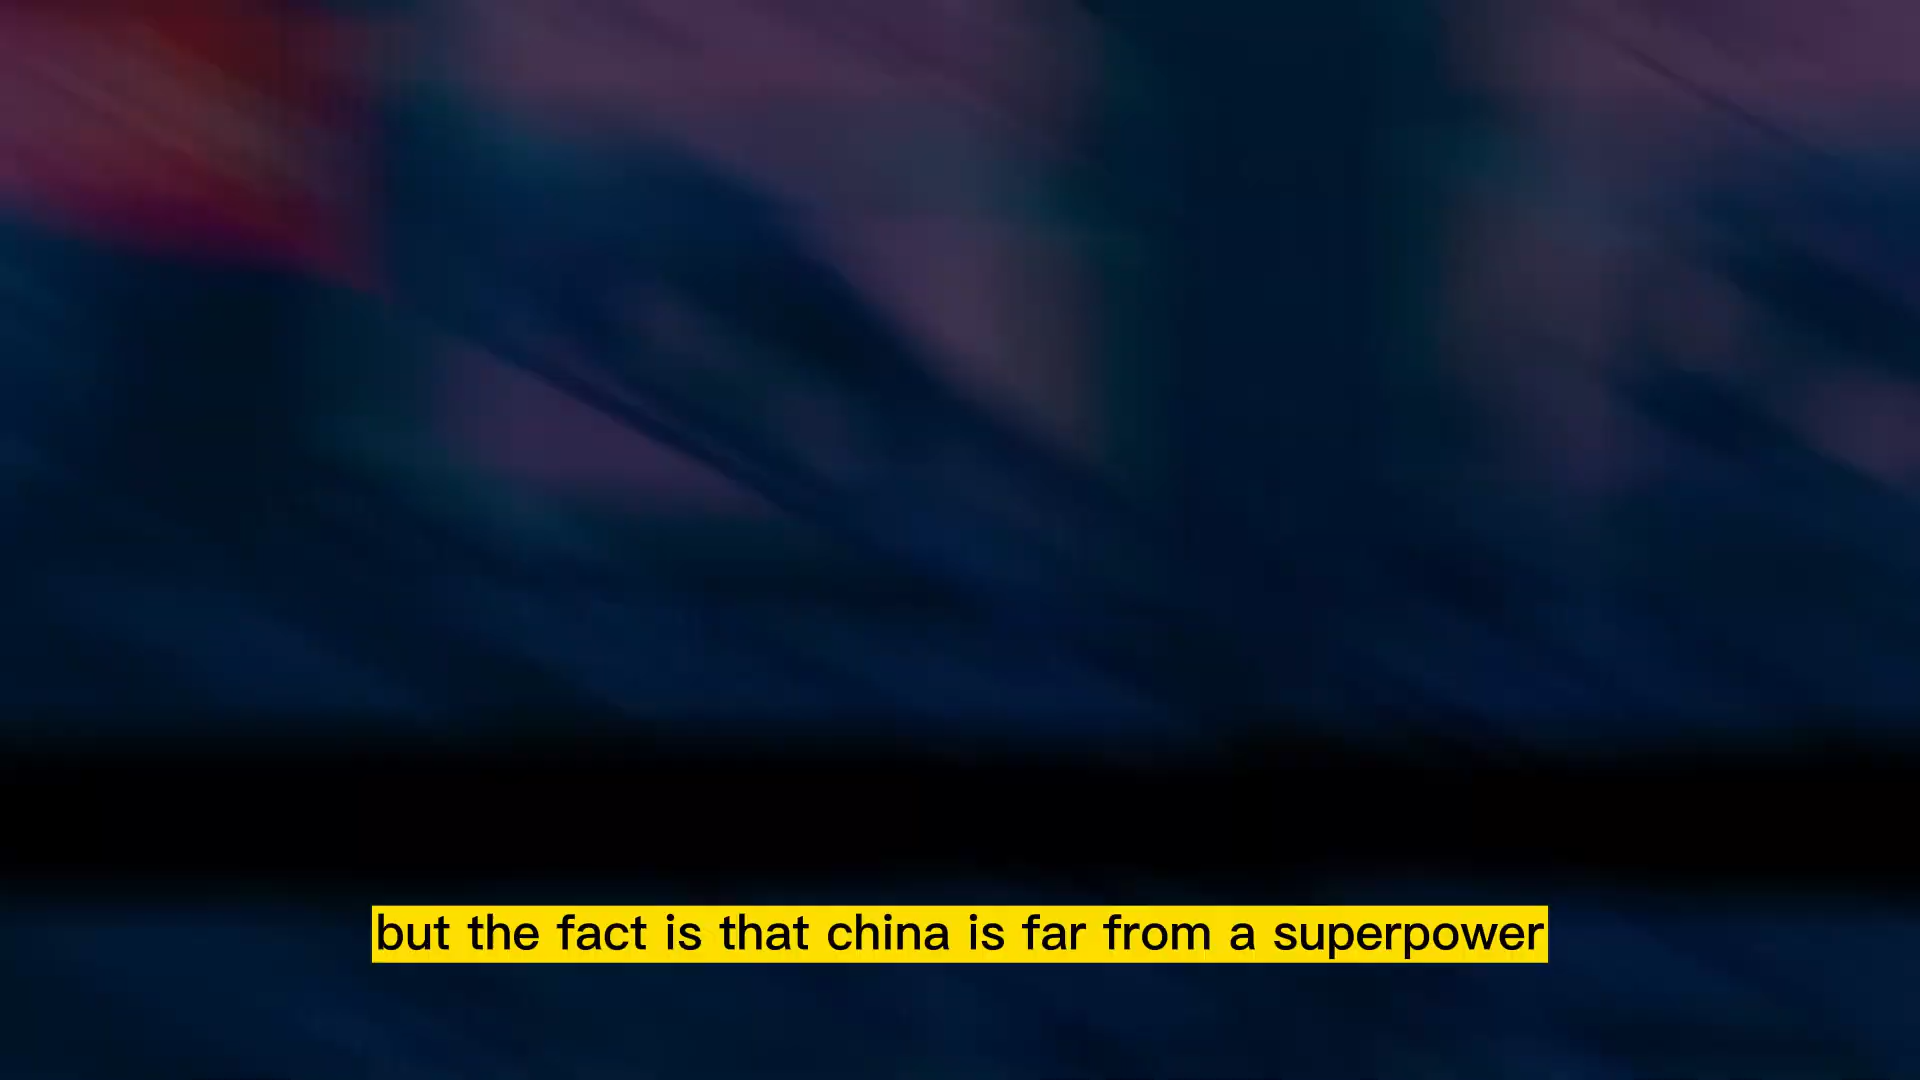 but the fact is that china is far from a superpower